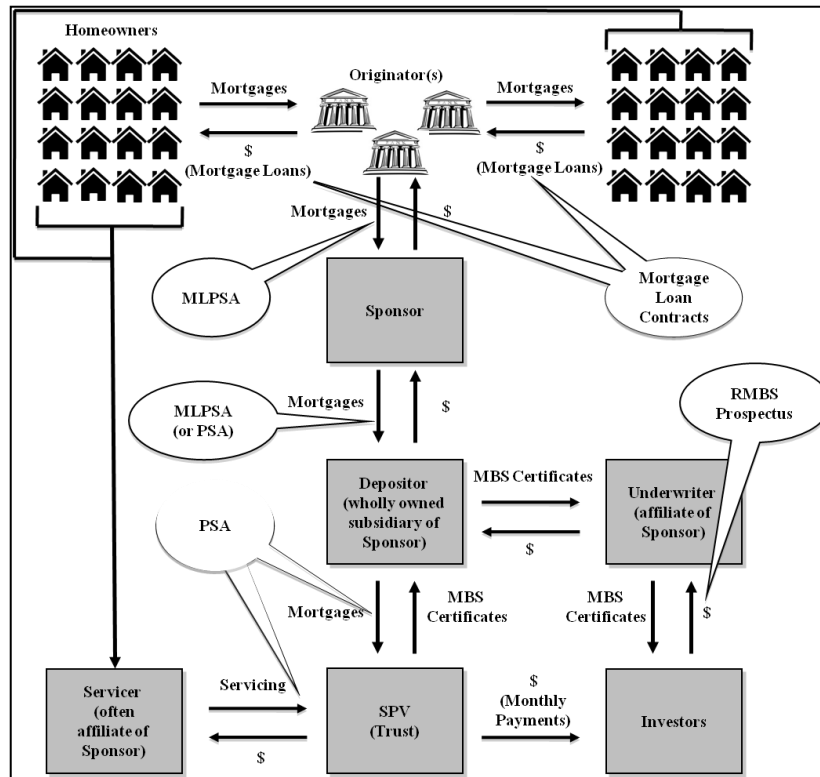 Homeowners
Originator(s)
Mortgages
Mortgages
$
(Mortgage Loans)
$
(Mortgage Loans)
Mortgages
$
MLPSA
Sponsor
Mortgage
Loan
Contracts
RMBS
Prospectus
MLPSA
(or PSA)
Mortgages
$
Depositor
(wholly owned
subsidiary of
Sponsor)
MBS Certificates
$
Underwriter
(affiliate of
Sponsor)
PSA
Mortgages
MBS
Certificates
MBS
Certificates
$
Servicer
(often
affiliate of
Sponsor)
Servicing
$
SPV
(Trust)
$
(Monthly
Payments)
Investors